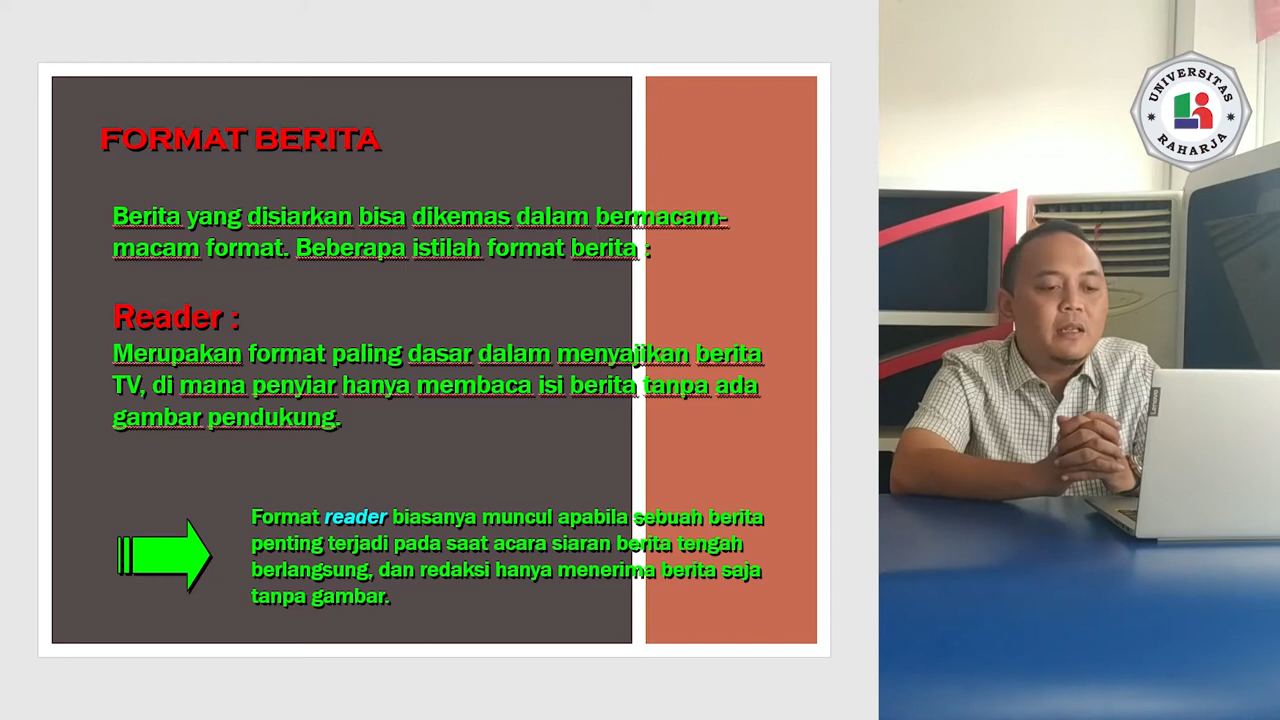 FORMAT BERITA
Berita yang disiarkan bisa dikemas dalam bermacam-
macam format. Beberapa istilah format berita :
Reader :
Merupakan format paling dasar dalam menyajikan berita
TV, di mana penyiar hanya membaca isi berita tanpa ada
gambar pendukung.
Format reader biasanya muncul apabila sebuah berita
penting terjadi pada saat acara siaran berita tengah
berlangsung, dan redaksi hanya menerima berita saja
tanpa gambar.
UNIVERSITAS
RAHARJA
Lenovo